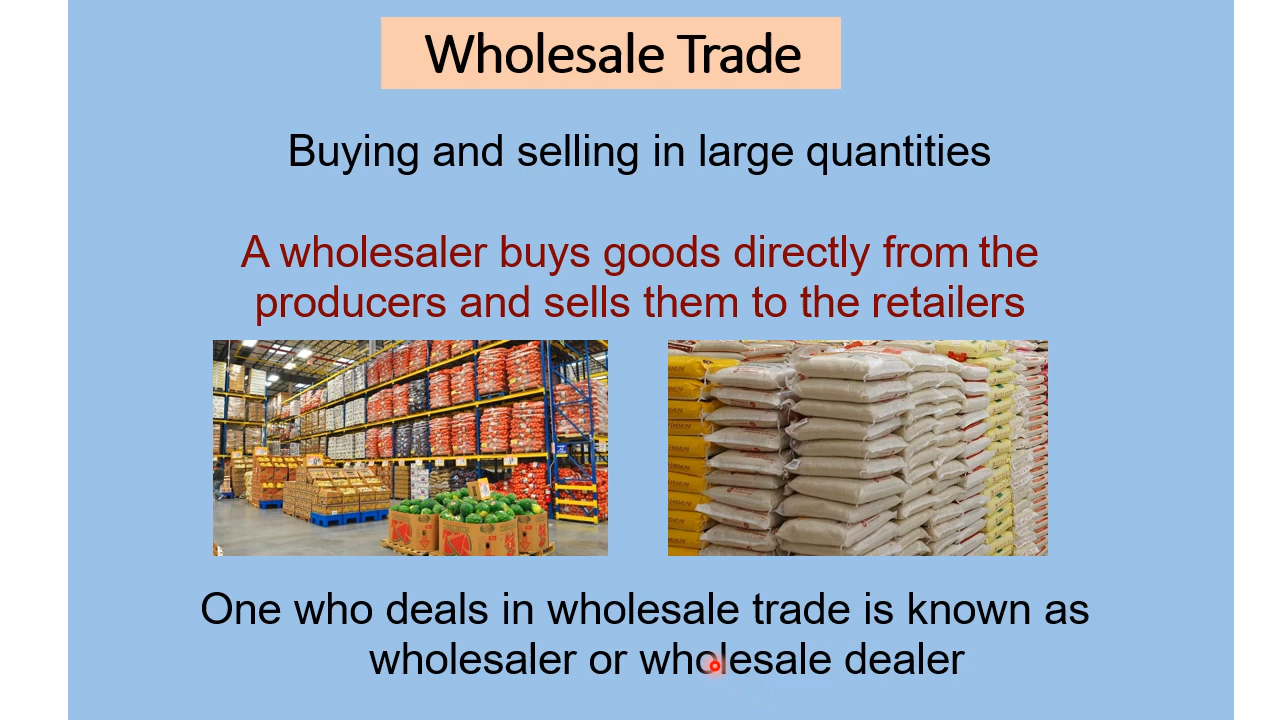 Wholesale Trade
Buying and selling in large quantities
A wholesaler buys goods directly from the
producers and sells them to the retailers
One who deals in wholesale trade is known as
wholesaler or wholesale dealer